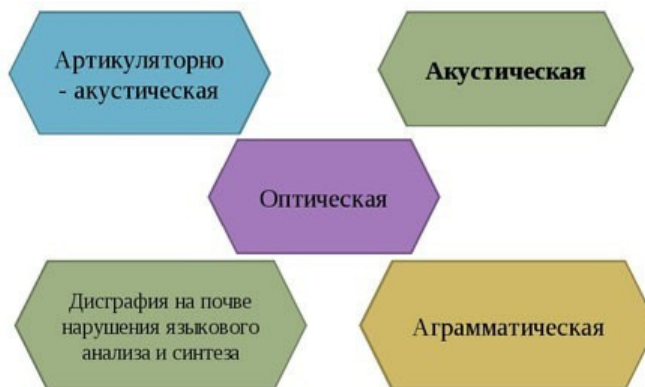 Артикуляторно
- акустическая
Акустическая
Оптическая
Дисграфия на почве
нарушения языкового
анализа и синтеза
Аграмматическая